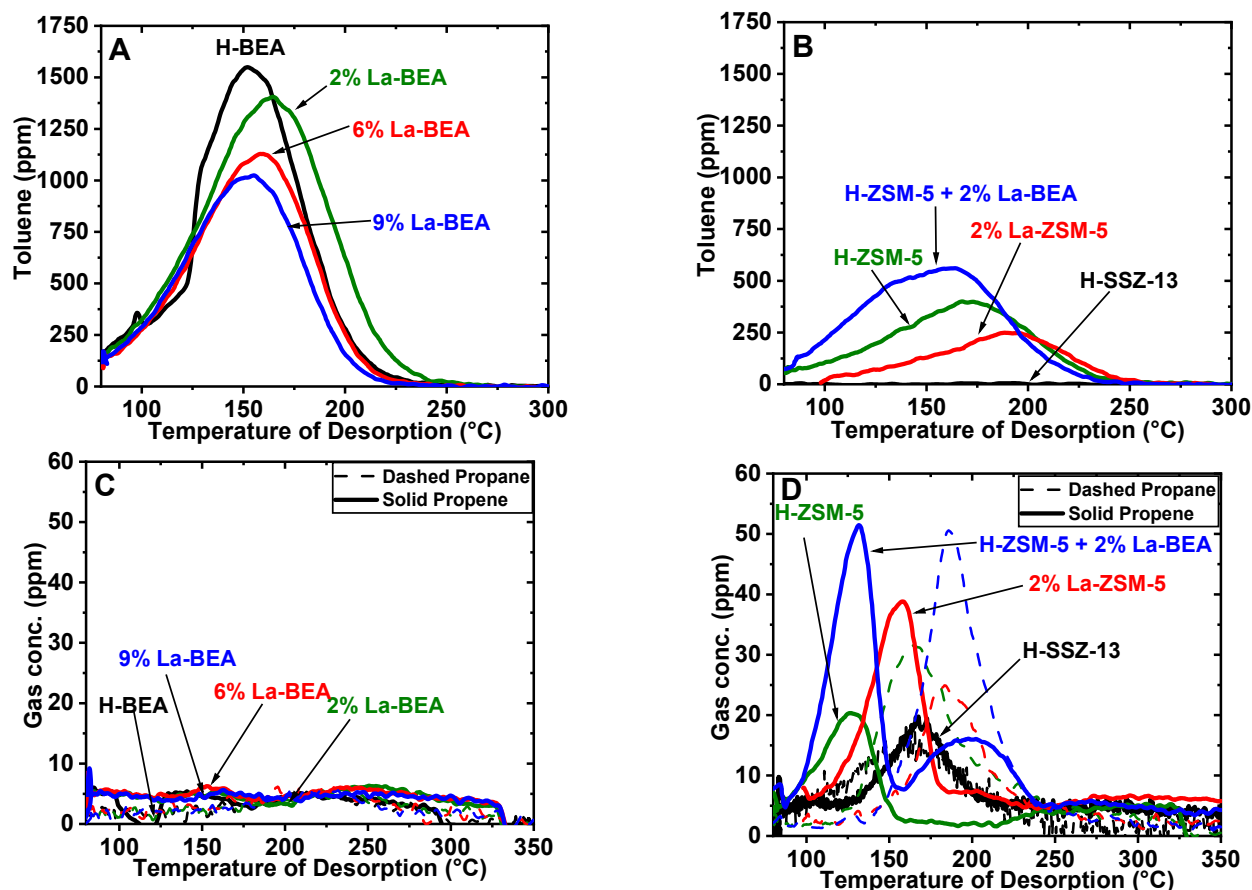 A
H-BEA
2% La-BEA
6% La-BEA
9% La-BEA
Toluene (ppm)
1750
1500
1250
1000
750
500
250
0
100 150 200 250 300
Temperature of Desorption (°C)
B
H-ZSM-5 + 2% La-BEA
2% La-ZSM-5
H-ZSM-5
H-SSZ-13
Toluene (ppm)
1750
1500
1250
1000
750
500
250
0
100 150 200 250 300
Temperature of Desorption (°C)
C
Dashed Propane
Solid Propene
9% La-BEA
6% La-BEA
2% La-BEA
H-BEA
Gas conc. (ppm)
60
50
40
30
20
10
0
100 150 200 250 300 350
Temperature of Desorption (°C)
D
Dashed Propane
Solid Propene
H-ZSM-5
H-ZSM-5 + 2% La-BEA
2% La-ZSM-5
H-SSZ-13
Gas conc. (ppm)
60
50
40
30
20
10
0
100 150 200 250 300 350
Temperature of Desorption (°C)